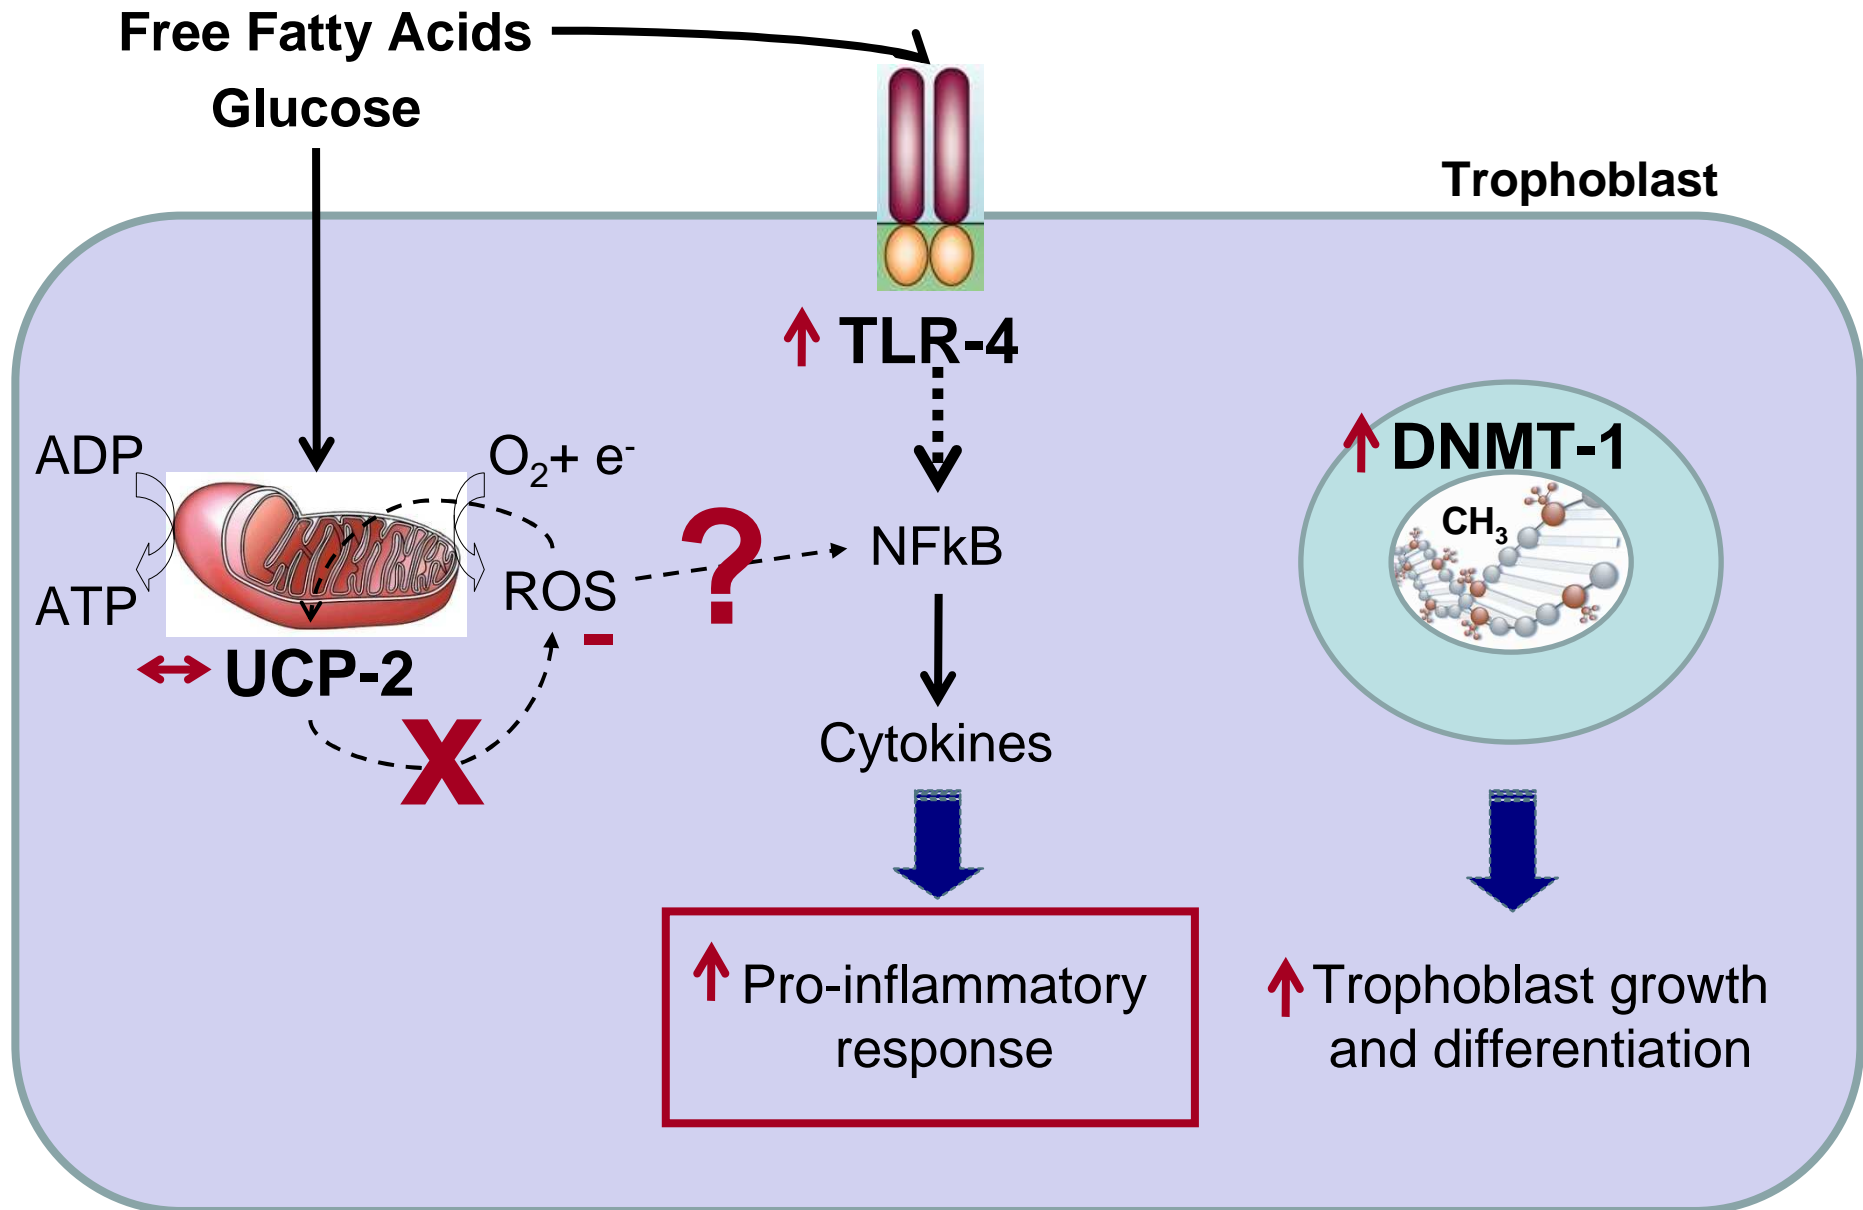 Free Fatty Acids
Glucose
Trophoblast
TLR-4
DNMT-1
ADP
O₂+ e⁻
CH₃
?
NFkB
ATP
ROS
-
UCP-2
X
Cytokines
Pro-inflammatory
response
Trophoblast growth
and differentiation